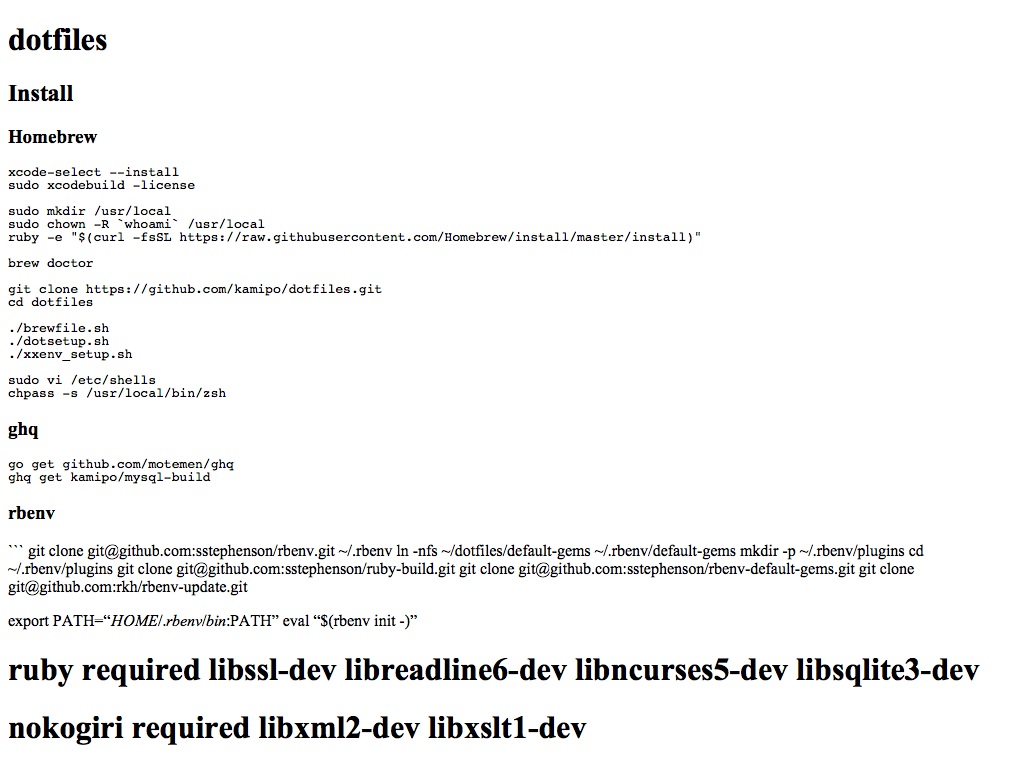 dotfiles
Install
Homebrew
xcode-select --install
sudo xcodebuild -license
sudo mkdir /usr/local
sudo chown -R `whoami` /usr/local
ruby -e "$(curl -fsSL https://raw.githubusercontent.com/Homebrew/install/master/install)"
brew doctor
git clone https://github.com/kamipo/dotfiles.git
cd dotfiles
./brewfile.sh
./dotsetup.sh
./xxenv_setup.sh
sudo vi /etc/shells
chpass -s /usr/local/bin/zsh
ghq
go get github.com/motemen/ghq
ghq get kamipo/mysql-build
rbenv
``` git clone git@github.com:sstephenson/rbenv.git ~/.rbenv ln -nfs ~/dotfiles/default-gems ~/.rbenv/default-gems mkdir -p ~/.rbenv/plugins cd
~/.rbenv/plugins git clone git@github.com:sstephenson/ruby-build.git git clone git@github.com:sstephenson/rbenv-default-gems.git git clone
git@github.com:rkh/rbenv-update.git
export PATH=“HOME/.rbenv/bin:PATH” eval “$(rbenv init -)”
ruby required libssl-dev libreadline6-dev libncurses5-dev libsqlite3-dev
nokogiri required libxml2-dev libxslt1-dev